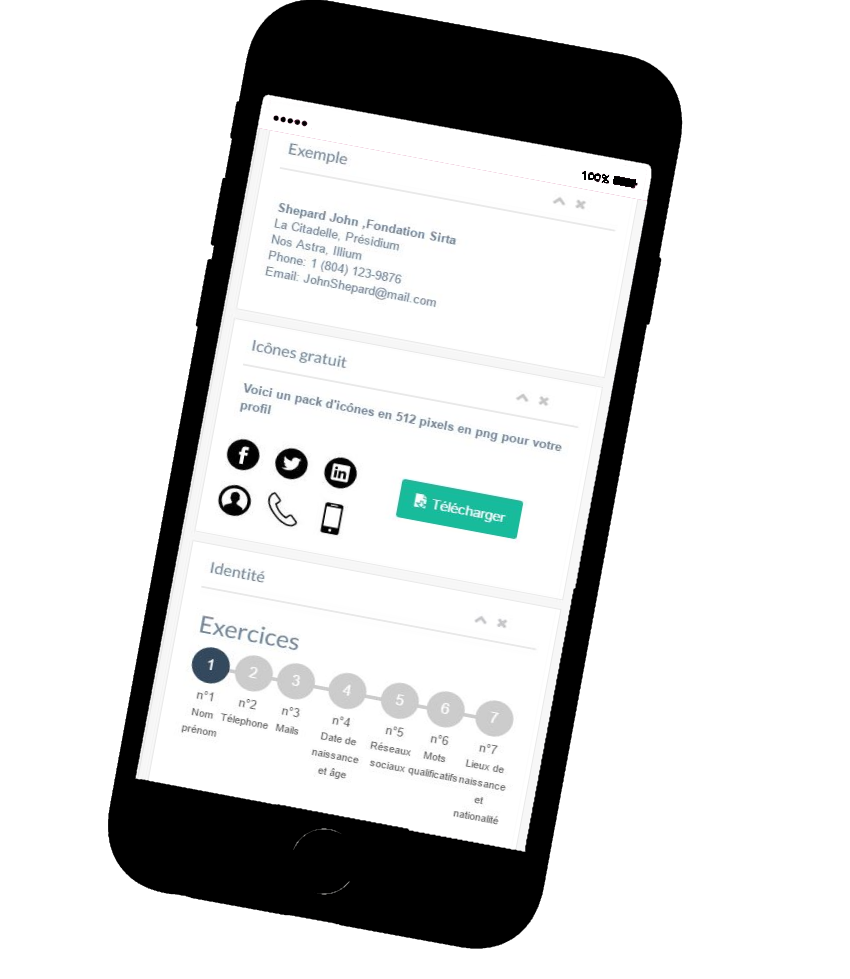 100%
Exemple
Shepard John ,Fondation Sirta
La Citadelle, Présidium
Nos Astra, Illium
Phone: 1 (804) 123-9876
Email: JohnShepard@mail.com
Icônes gratuit
Voici un pack d'icônes en 512 pixels en png pour votre
profil
Télécharger
Identité
Exercices
1 2 3 4 5 6 7
n°1
Nom
prénom
n°2
Télephone
n°3
Mails
n°4
Date de
naissance
et âge
n°5
Réseaux
sociaux
n°6
Mots
qualificatifs
n°7
Lieux de
naissance
et
nationalité